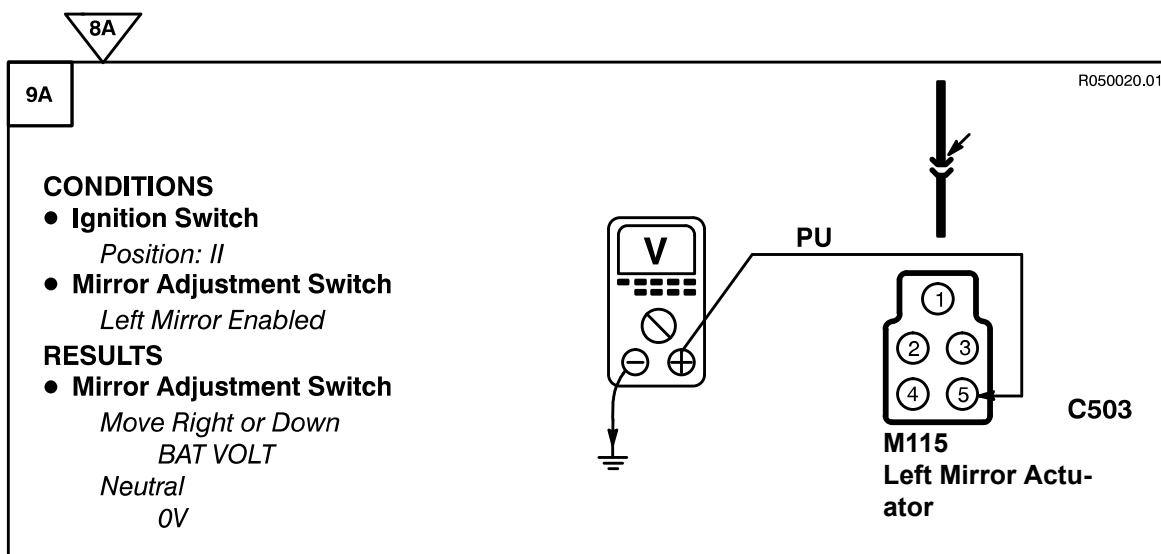 8A
9A
R050020.01
CONDITIONS
● Ignition Switch
Position: II
● Mirror Adjustment Switch
Left Mirror Enabled
RESULTS
● Mirror Adjustment Switch
Move Right or Down
BAT VOLT
Neutral
0V
V
PU
1
2 3
4 5
C503
M115
Left Mirror Actu-
ator